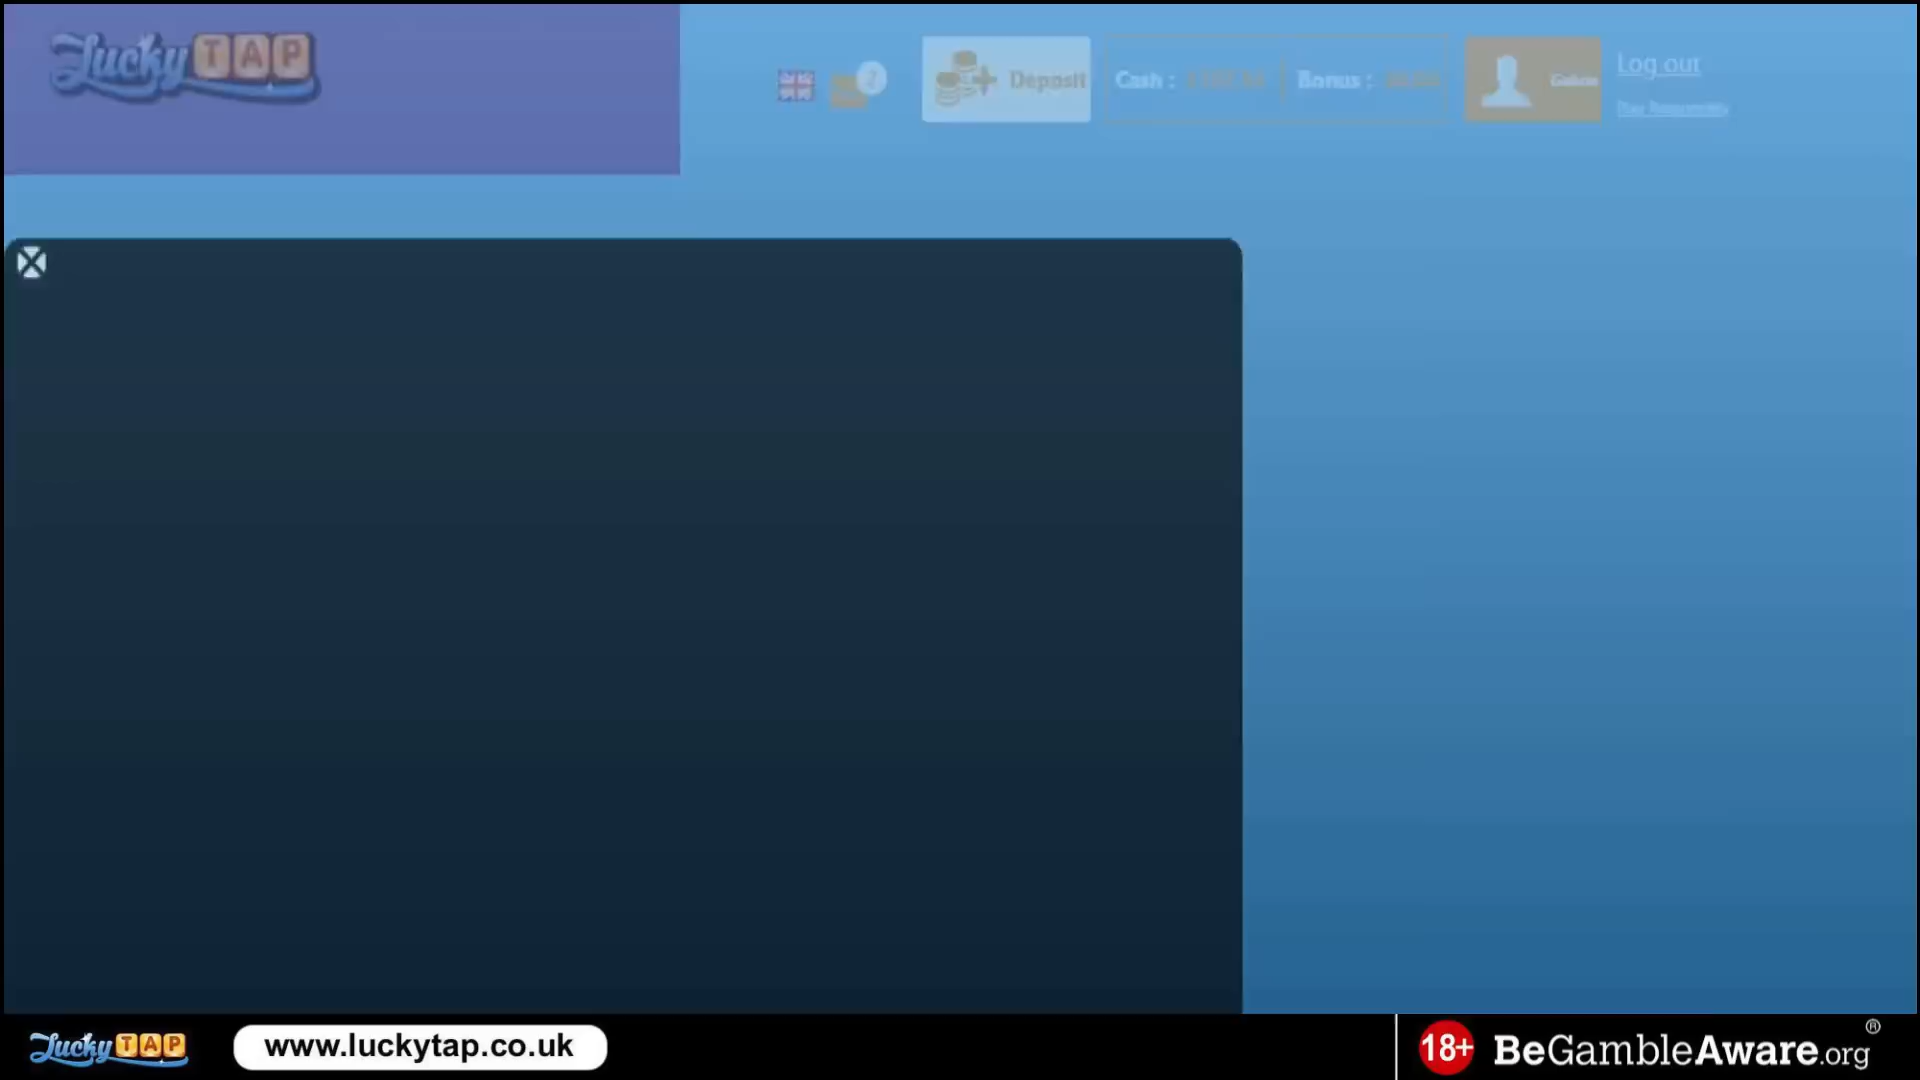 Lucky TAP
Deposit
Cash :
Bonus :
Log out
Lucky TAP
www.luckytap.co.uk
18+
BeGambleAware.org®